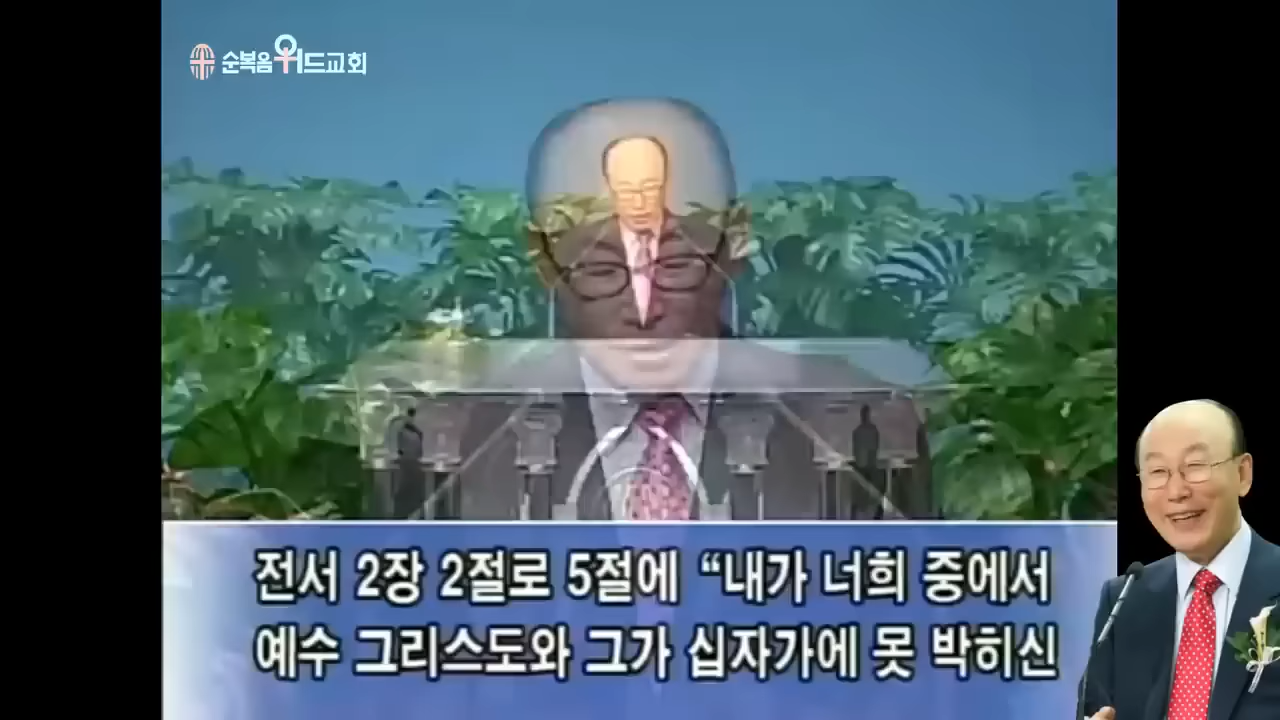 순복음위드교회
전서 2장 2절로 5절에 “내가 너희 중에서
예수 그리스도와 그가 십자가에 못 박히신